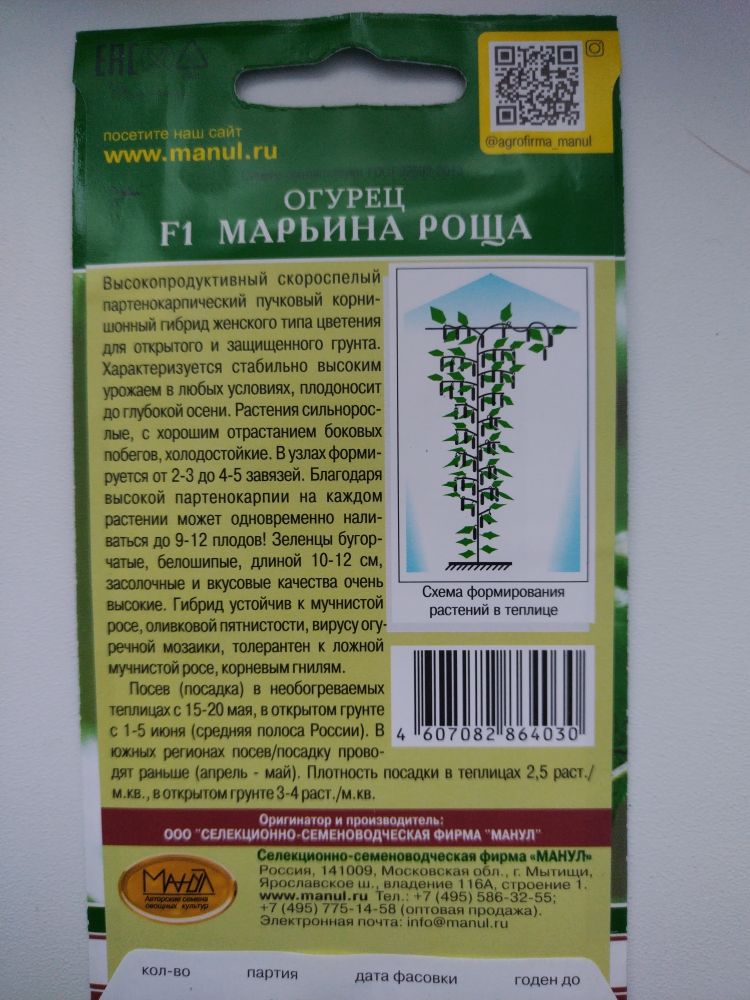 EAC
@agrofirma_manul
посетите наш сайт
www.manul.ru
ОГУРЕЦ
F1 МАРЬИНА РОЩА
Высокопродуктивный скороспелый
партенокарпический пучковый корни-
шонный гибрид женского типа цветения
для открытого и защищенного грунта.
Характеризуется стабильно высоким
урожаем в любых условиях, плодоносит
до глубокой осени. Растения сильнорос-
лые, с хорошим отрастанием боковых
побегов, холодостойкие. В узлах форми-
руется от 2-3 до 4-5 завязей. Благодаря
высокой партенокарпии на каждом
растении может одновременно нали-
ваться до 9-12 плодов! Зеленцы бугор-
чатые, белошипые, длиной 10-12 см,
засолочные и вкусовые качества очень
высокие. Гибрид устойчив к мучнистой
росе, оливковой пятнистости, вирусу огу-
речной мозаики, толерантен к ложной
мучнистой росе, корневым гнилям.
Посев (посадка) в необогреваемых
теплицах с 15-20 мая, в открытом грунте
с 1-5 июня (средняя полоса России). В
южных регионах посев/посадку прово-
дят раньше (апрель - май). Плотность посадки в теплицах 2,5 раст./
м.кв., в открытом грунте 3-4 раст./м.кв.
Схема формирования
растений в теплице
4 607082 864030
Оригинатор и производитель:
ООО "СЕЛЕКЦИОННО-СЕМЕНОВОДЧЕСКАЯ ФИРМА "МАНУЛ"
МАНУЛ
Авторские семена
овощных культур
Селекционно-семеноводческая фирма «МАНУЛ»
Россия, 141009, Московская обл., г. Мытищи,
Ярославское ш., владение 116А, строение 1.
www.manul.ru Тел.: +7 (495) 586-32-55;
+7 (495) 775-14-58 (оптовая продажа).
Электронная почта: info@manul.ru
кол-во партия дата фасовки годен до